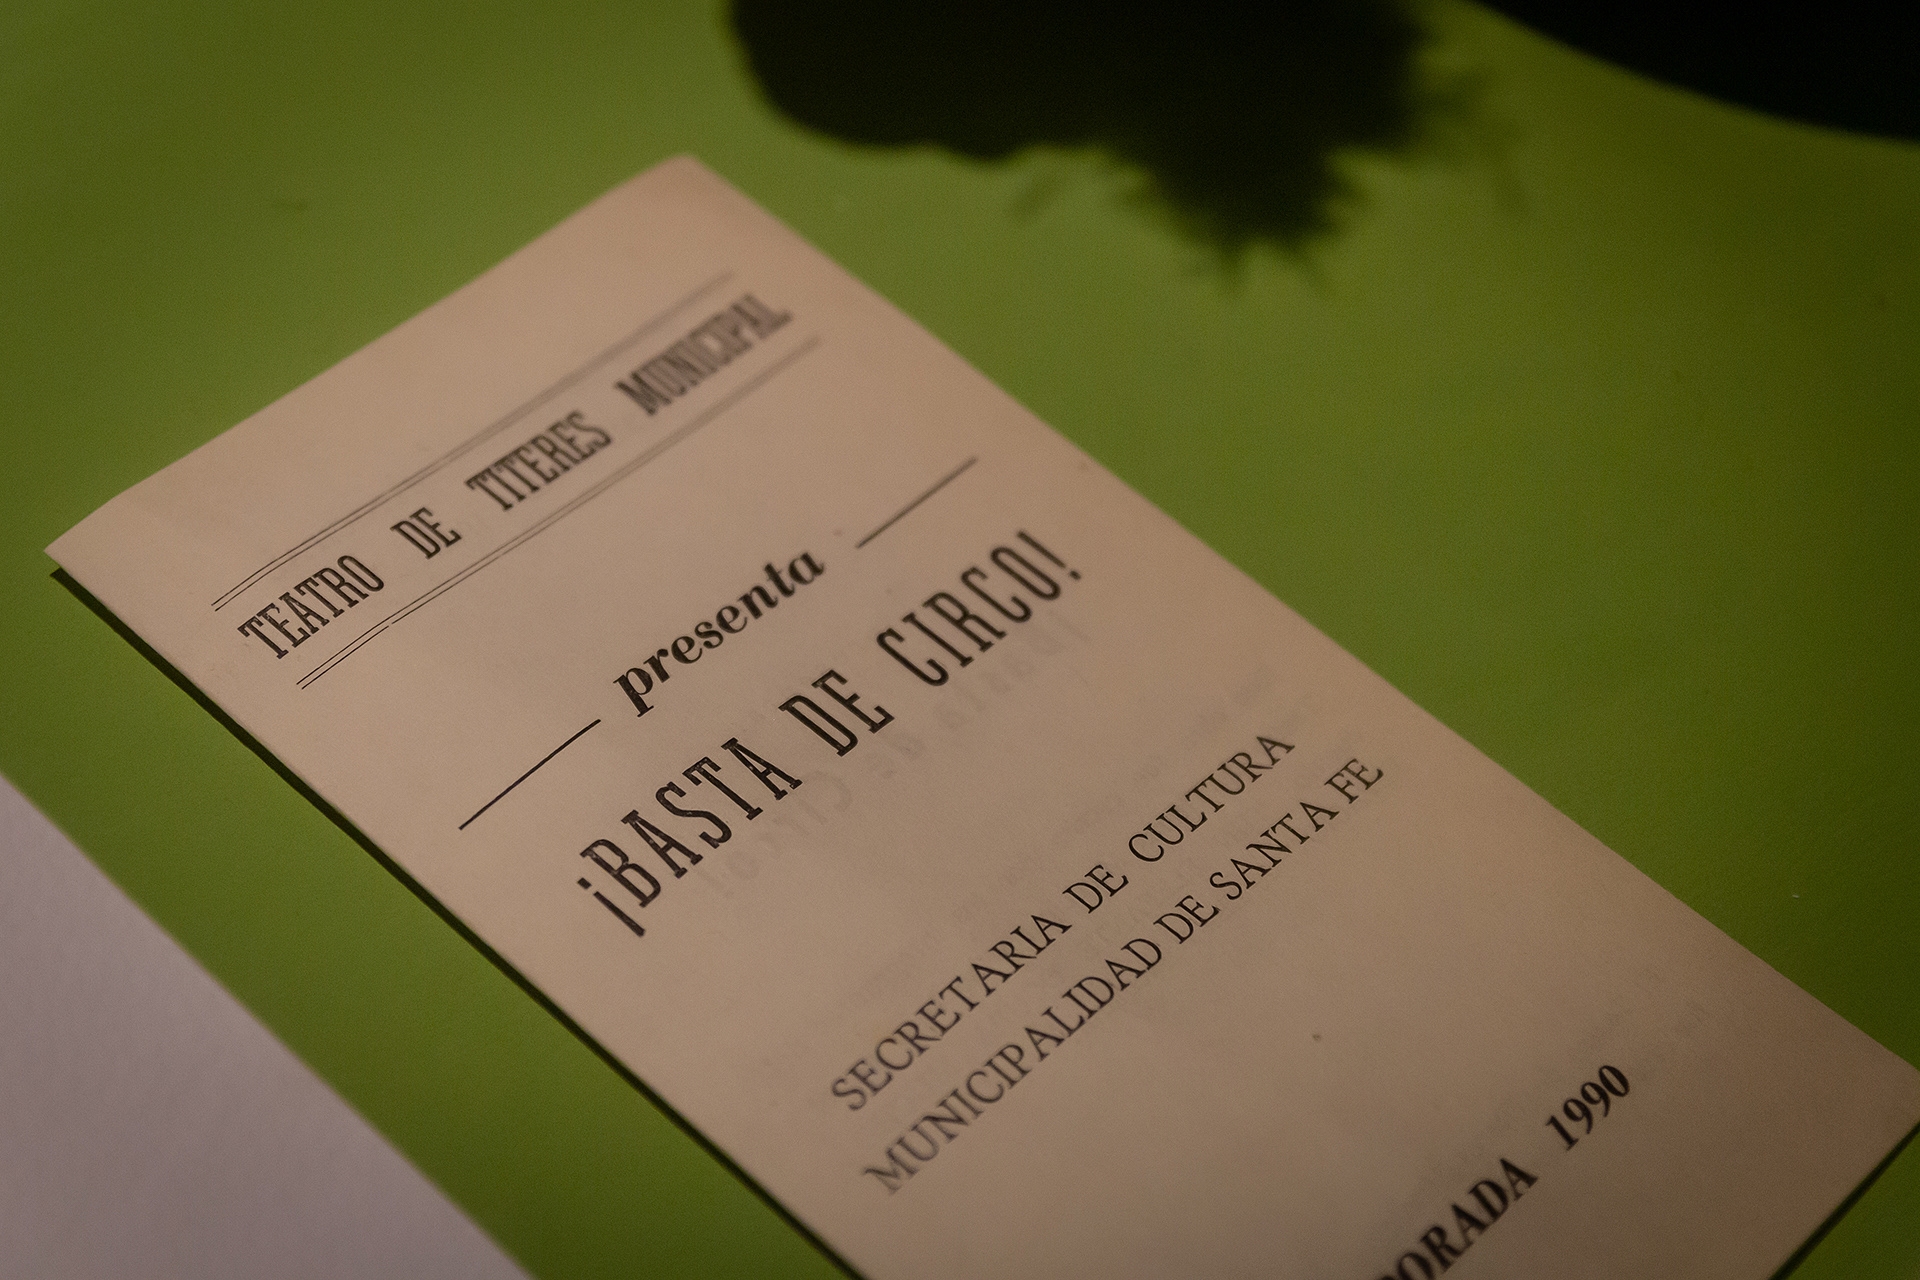 TEATRO DE TITERES MUNICIPAL
presenta
¡BASTA DE CIRCO!
SECRETARIA DE CULTURA
MUNICIPALIDAD DE SANTA FE
1990